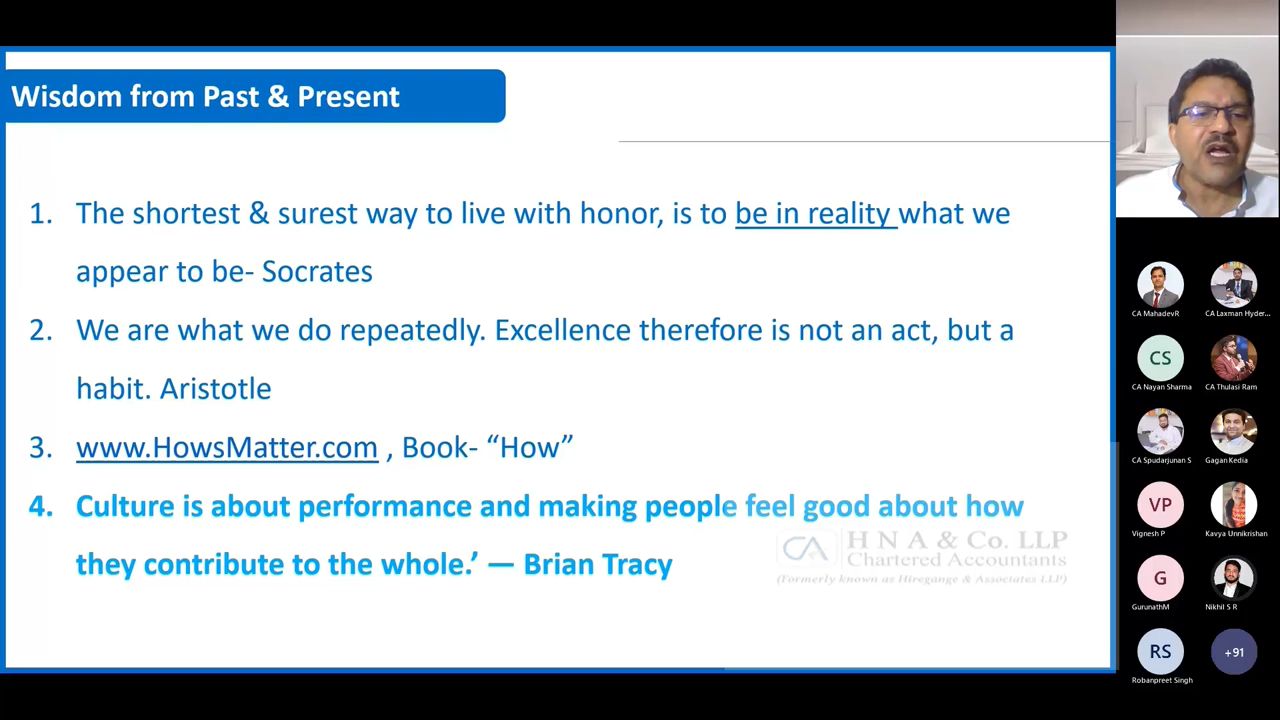 Wisdom from Past & Present
1. The shortest & surest way to live with honor, is to be in reality what we
appear to be- Socrates
2. We are what we do repeatedly. Excellence therefore is not an act, but a
habit. Aristotle
3. www.HowsMatter.com , Book- “How”
4. Culture is about performance and making people feel good about how
they contribute to the whole.’ — Brian Tracy
CA
H N A & Co. LLP
Chartered Accountants
(Formerly known as Hiregange & Associates LLP)
CA MahadevR
CA Laxman Hyder...
CS
CA Nayan Sharma
CA Thulasi Ram
CA Spudarjunan S
Gagan Kedia
VP
Vignesh P
Kavya Unnikrishan
G
GurunathM
Nikhil S R
RS
+91
Robanpreet Singh